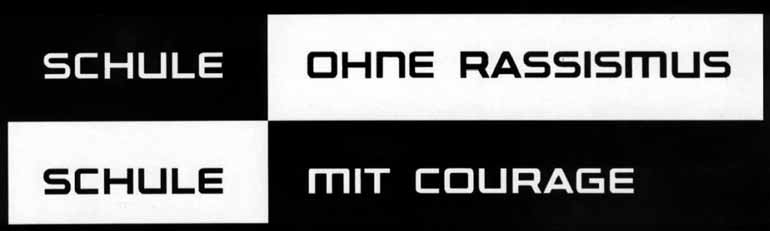 SCHULE OHNE RASSISMUS
SCHULE MIT COURAGE